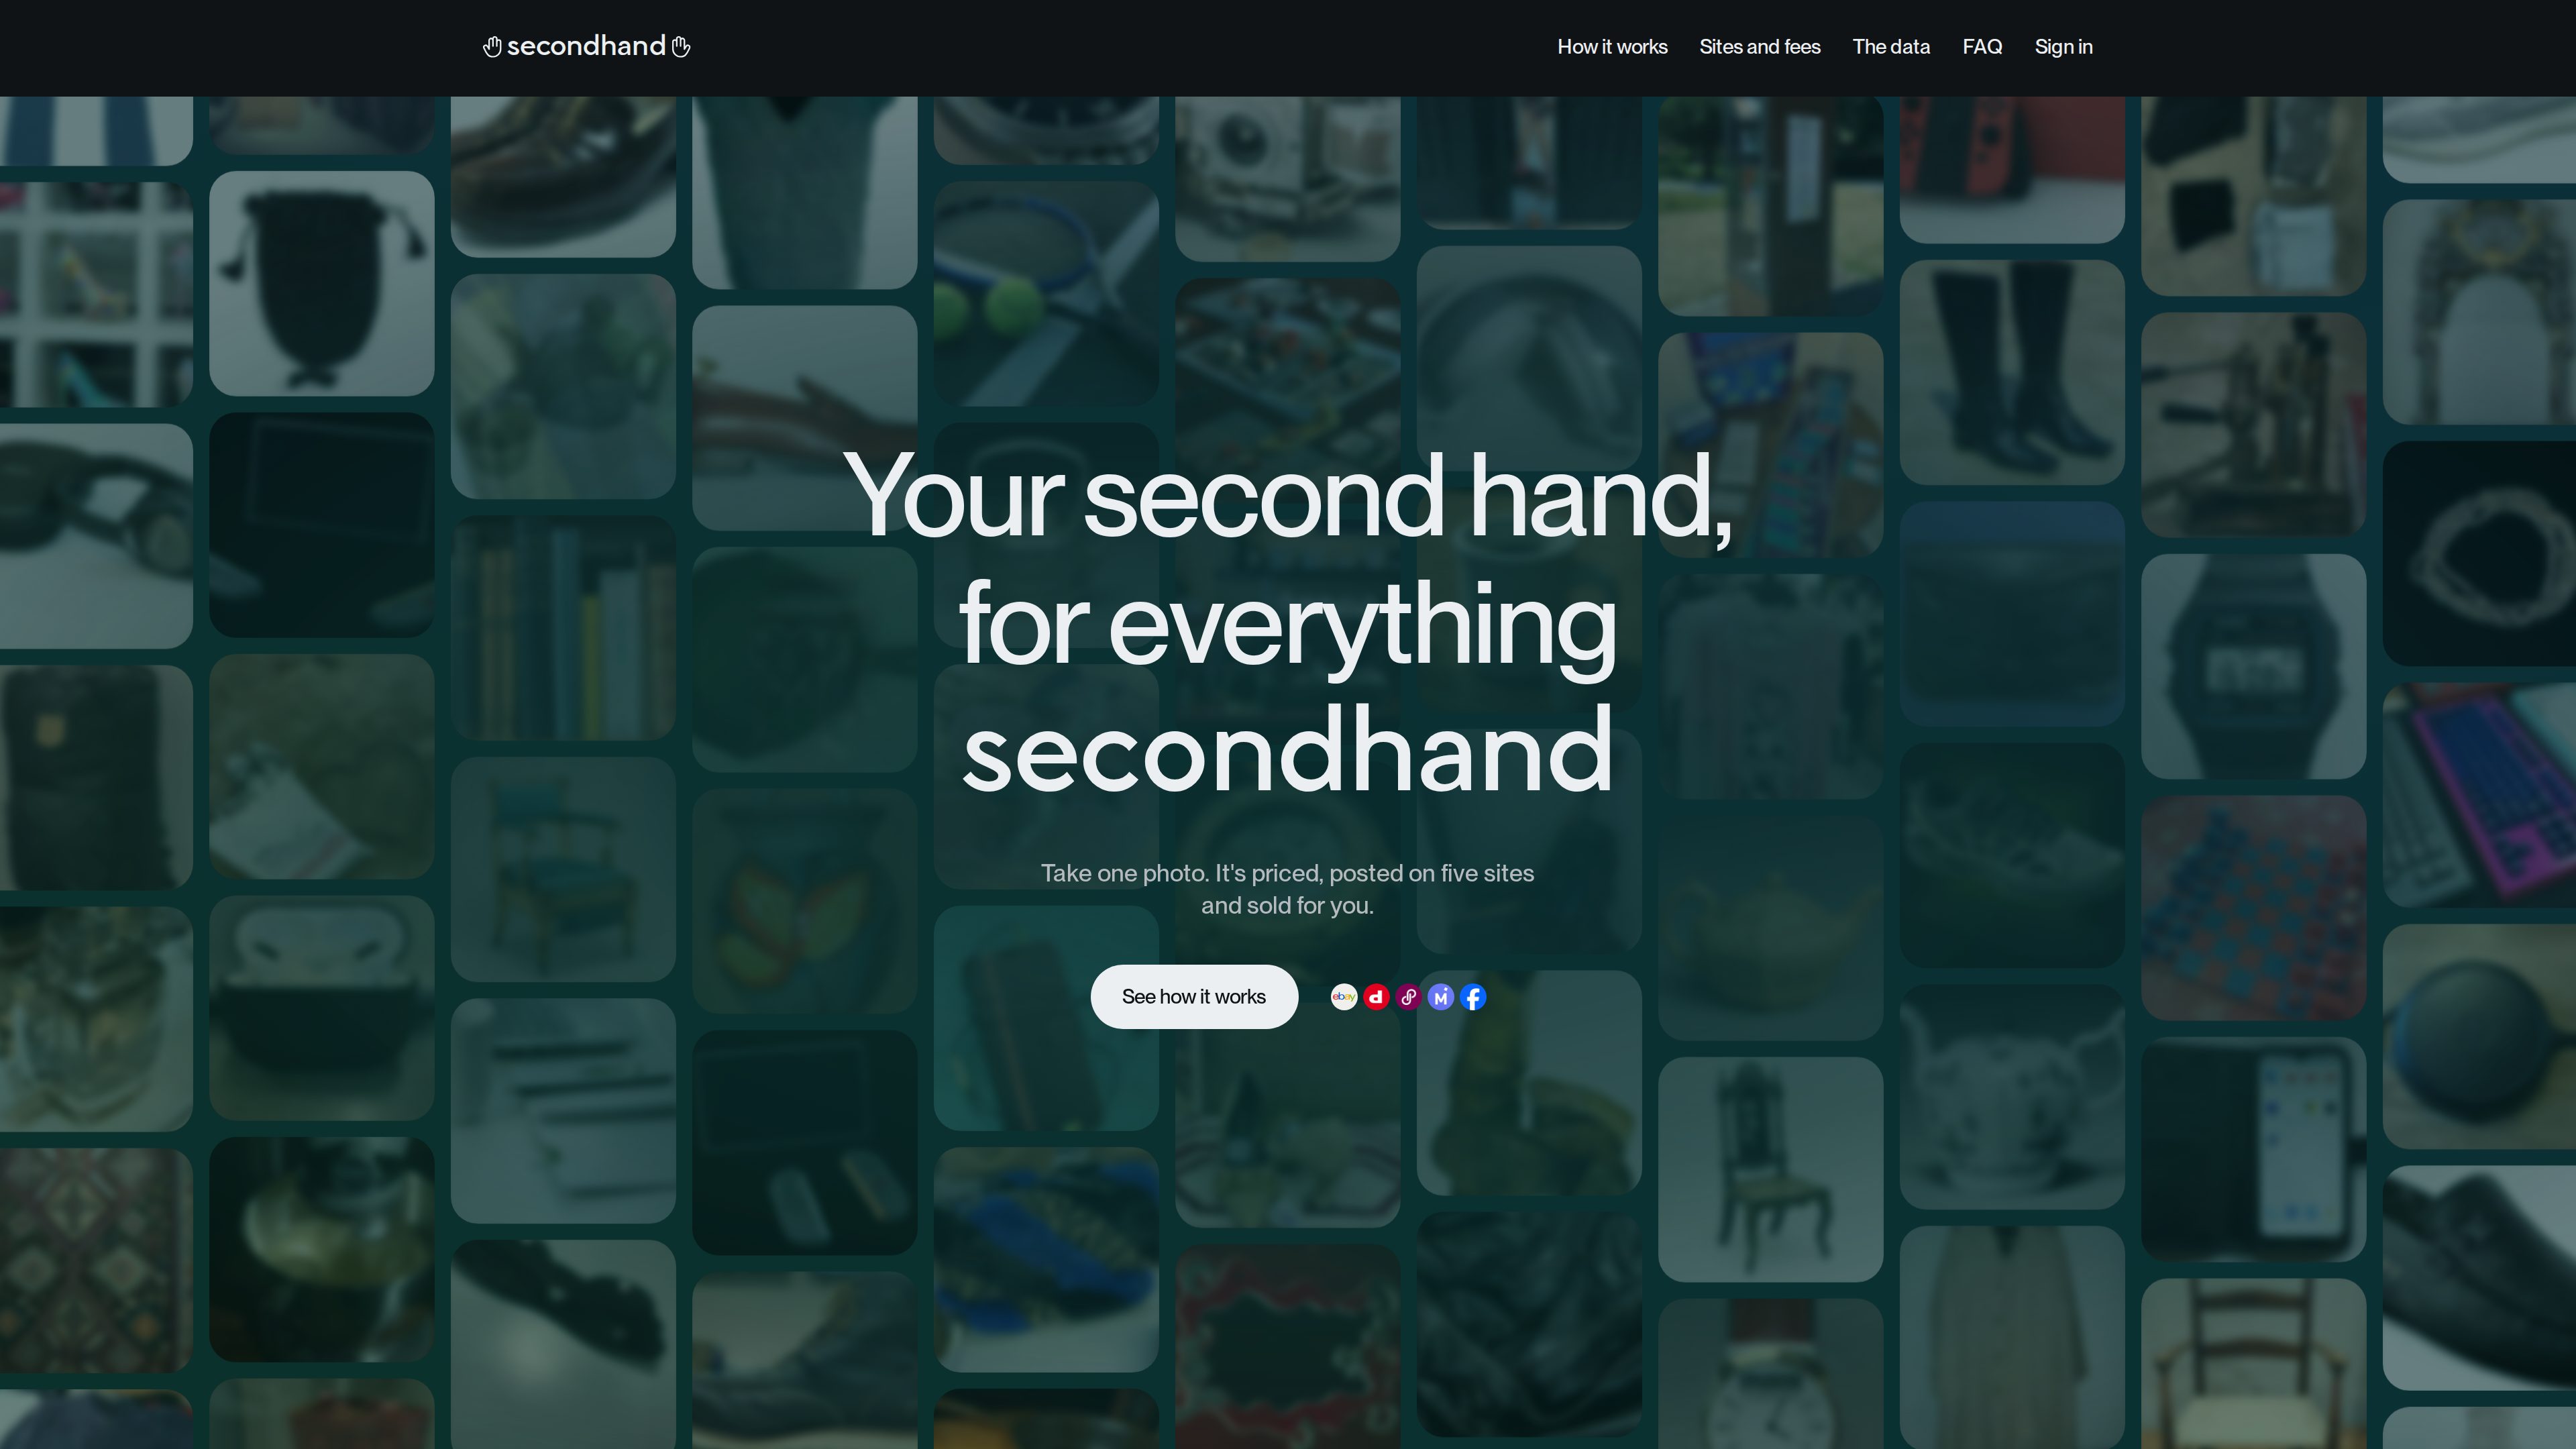 secondhand
How it works
Sites and fees
The data
FAQ
Sign in
Your second hand,
for everything
secondhand
Take one photo. It's priced, posted on five sites
and sold for you.
See how it works
ebay